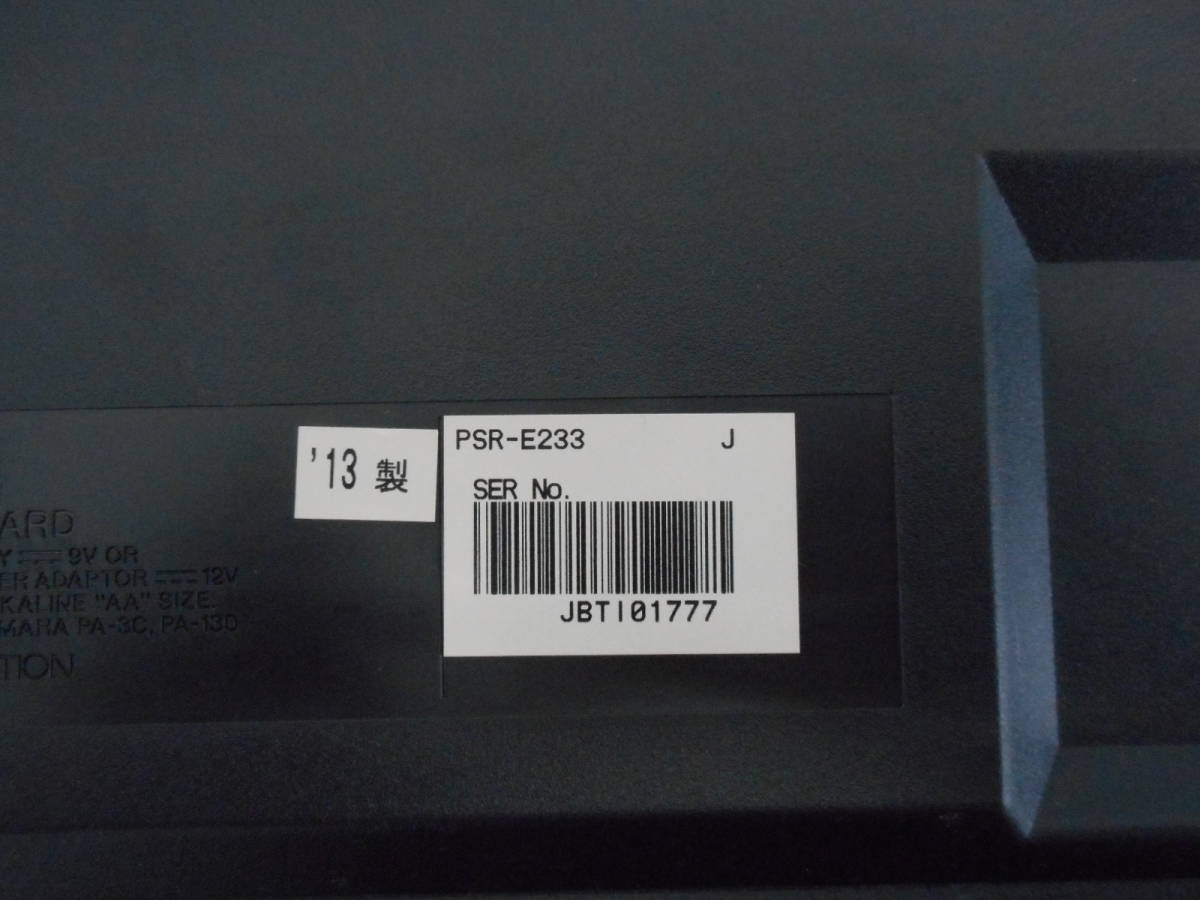 '13 製
PSR-E233 J
SER No.
JBTI01777
ARD
Y 9V OR
ER ADAPTOR 12V
KALINE "AA" SIZE.
MAHA PA-3C, PA-130
TION